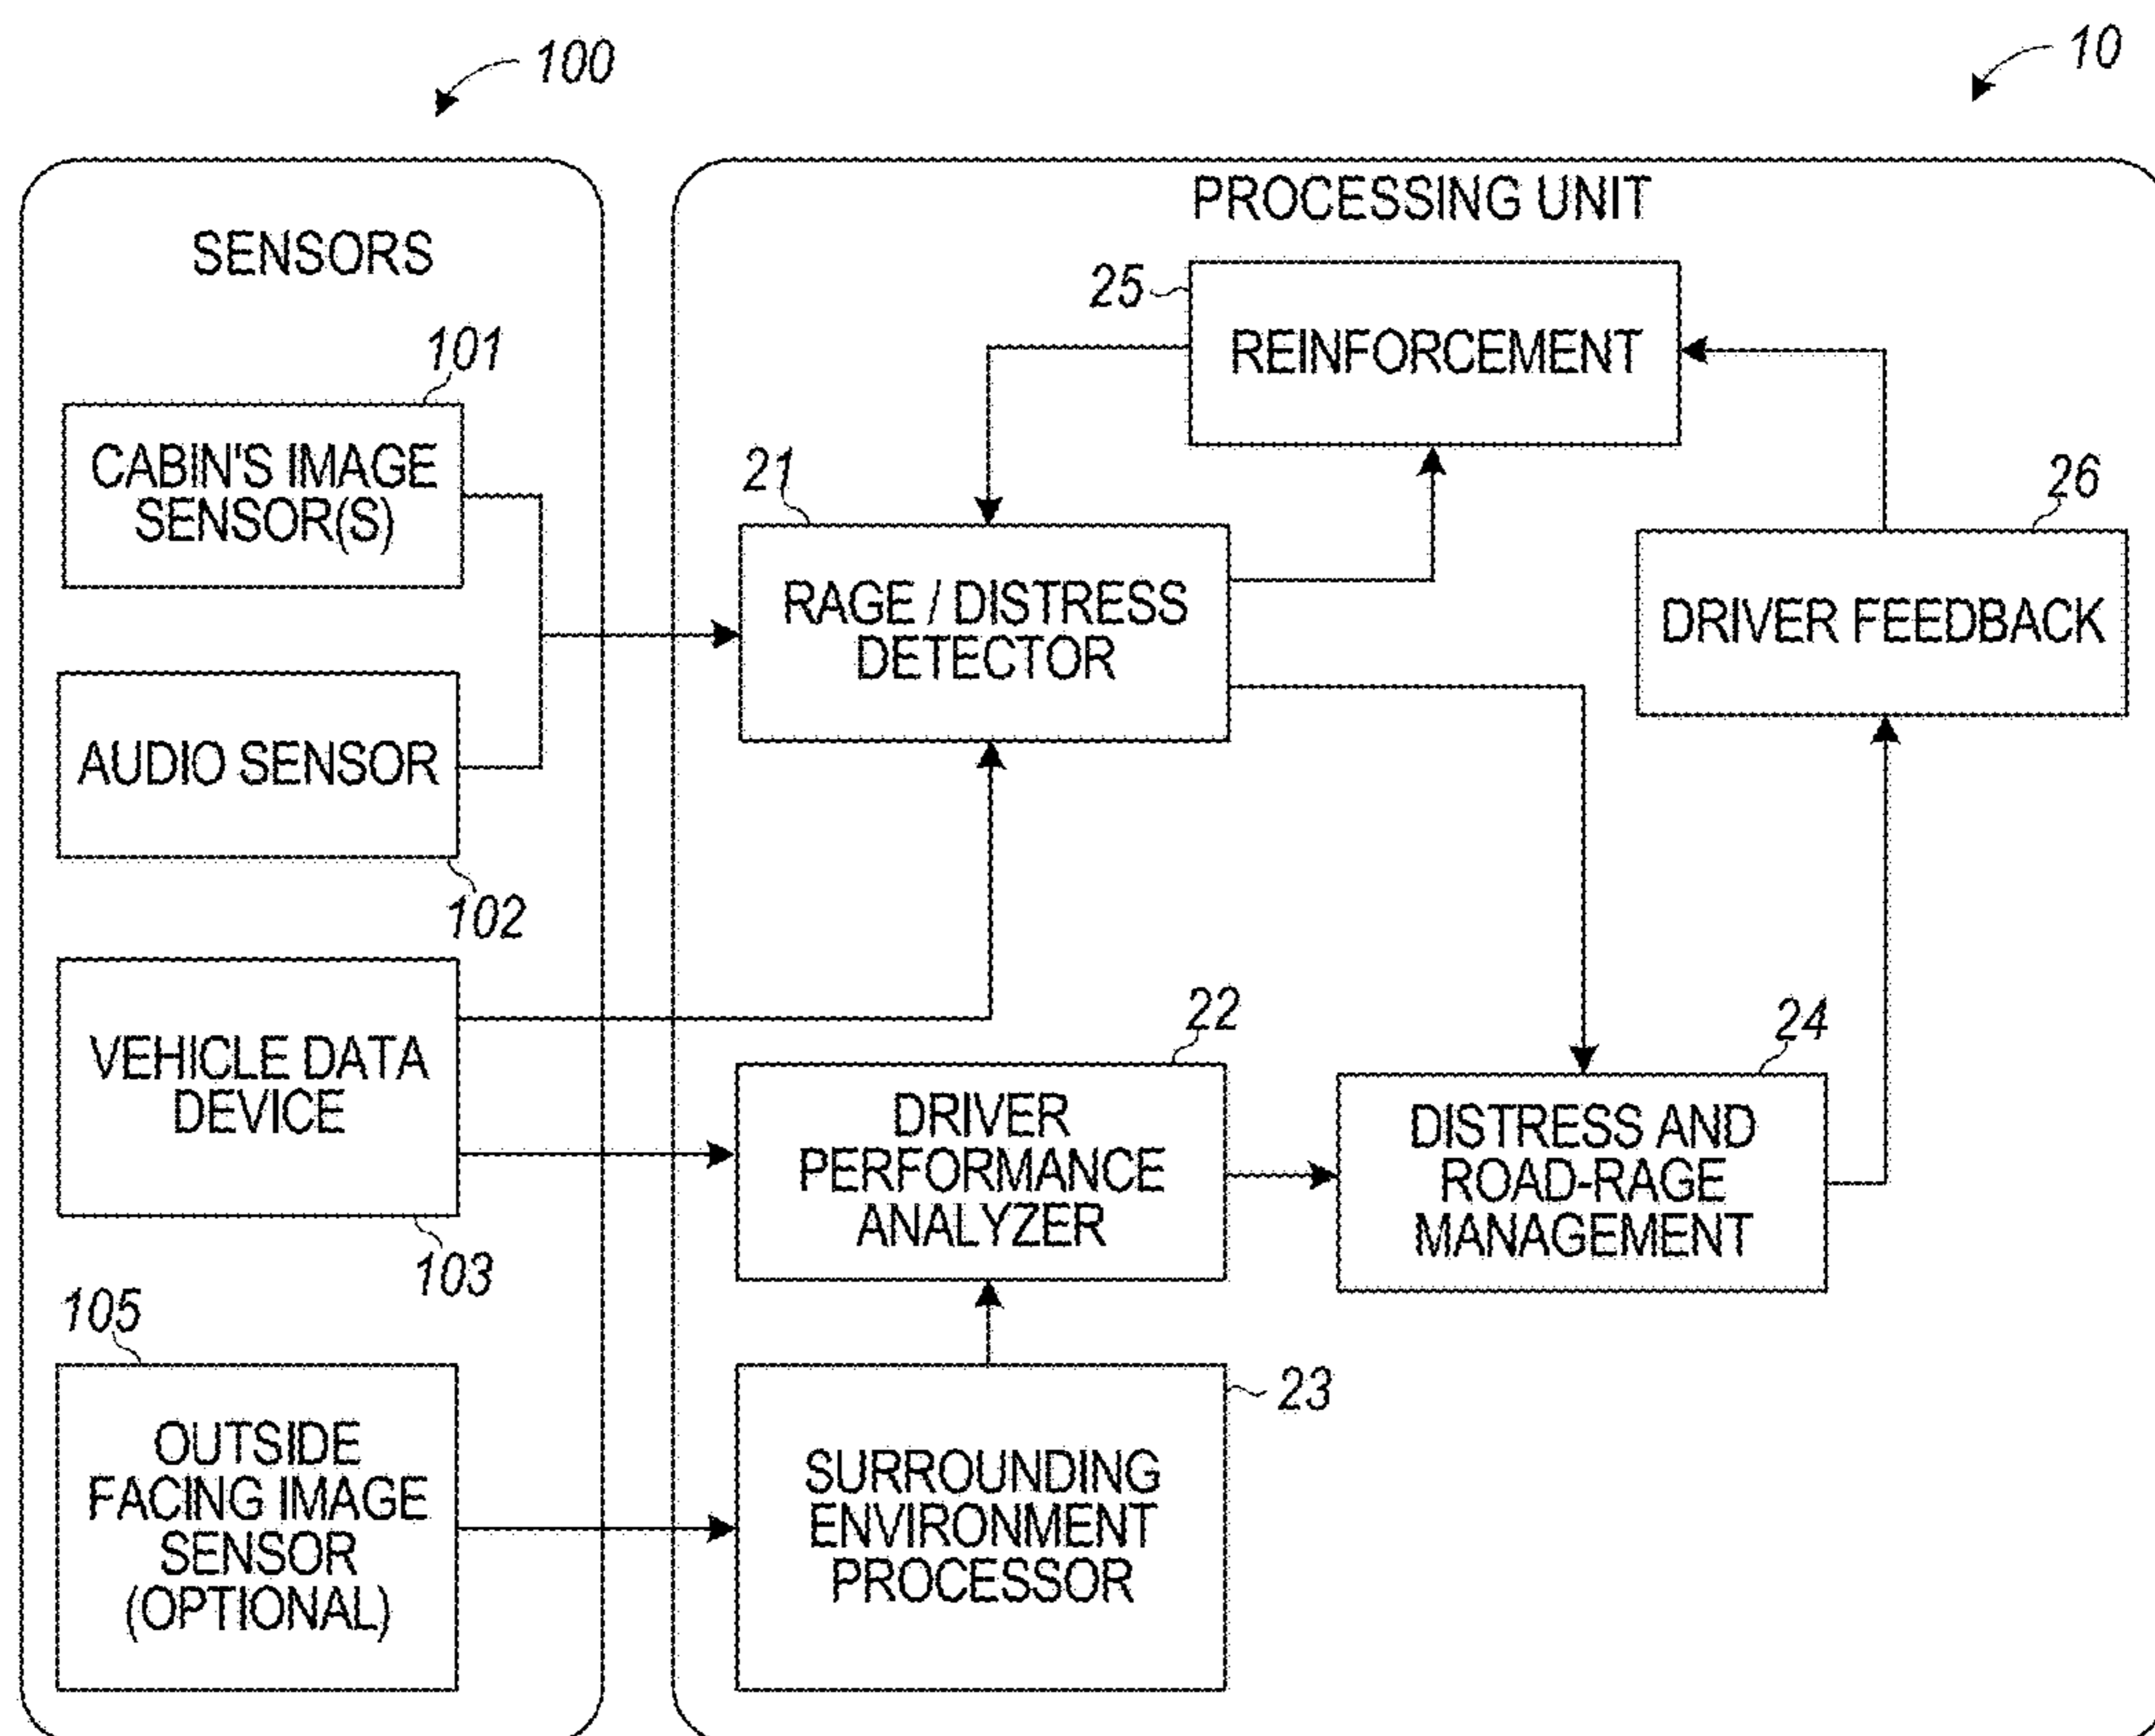 100
10
SENSORS
101
CABIN'S IMAGE
SENSOR(S)
AUDIO SENSOR
102
VEHICLE DATA
DEVICE
103
105
OUTSIDE
FACING IMAGE
SENSOR
(OPTIONAL)
PROCESSING UNIT
25
REINFORCEMENT
21
RAGE / DISTRESS
DETECTOR
26
DRIVER FEEDBACK
22
DRIVER
PERFORMANCE
ANALYZER
24
DISTRESS AND
ROAD-RAGE
MANAGEMENT
23
SURROUNDING
ENVIRONMENT
PROCESSOR